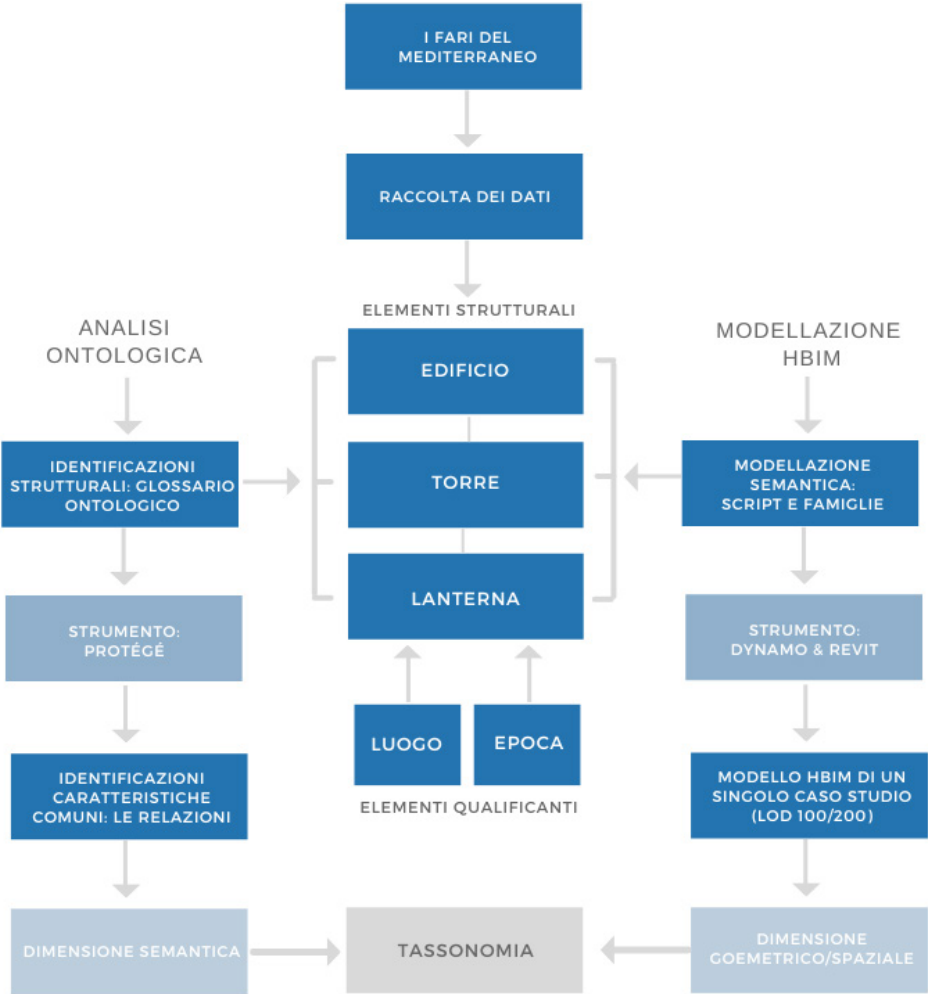 I FARI DEL
MEDITERRANEO
RACCOLTA DEI DATI
ELEMENTI STRUTTURALI
ANALISI
ONTOLOGICA
MODELLAZIONE
HBIM
EDIFICIO
IDENTIFICAZIONI
STRUTTURALI: GLOSSARIO
ONTOLOGICO
TORRE
MODELLAZIONE
SEMANTICA:
SCRIPT E FAMIGLIE
LANTERNA
STRUMENTO:
PROTÉGÉ
STRUMENTO:
DYNAMO & REVIT
LUOGO
EPOCA
ELEMENTI QUALIFICANTI
IDENTIFICAZIONI
CARATTERISTICHE
COMUNI: LE RELAZIONI
MODELLO HBIM DI UN
SINGOLO CASO STUDIO
(LOD 100/200)
DIMENSIONE SEMANTICA
TASSONOMIA
DIMENSIONE
GOEMETRICO/SPAZIALE